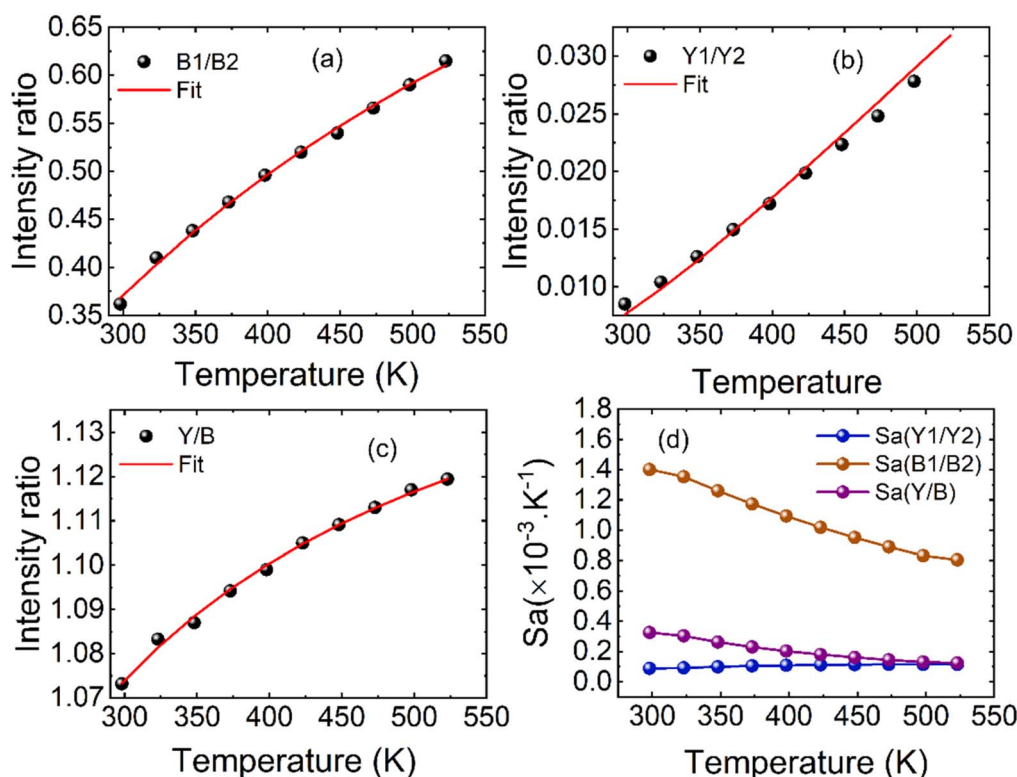 0.65
0.60
0.55
0.50
0.45
0.40
0.35
Intensity ratio
B1/B2
Fit
(a)
300 350 400 450 500 550
Temperature (K)
0.030
0.025
0.020
0.015
0.010
Intensity ratio
Y1/Y2
Fit
(b)
300 350 400 450 500 550
Temperature
1.13
1.12
1.11
1.10
1.09
1.08
1.07
Intensity ratio
Y/B
Fit
(c)
300 350 400 450 500 550
Temperature (K)
1.8
1.6
1.4
1.2
1.0
0.8
0.6
0.4
0.2
0.0
Sa(×10⁻³.K⁻¹)
(d)
Sa(Y1/Y2)
Sa(B1/B2)
Sa(Y/B)
300 350 400 450 500 550
Temperature (K)